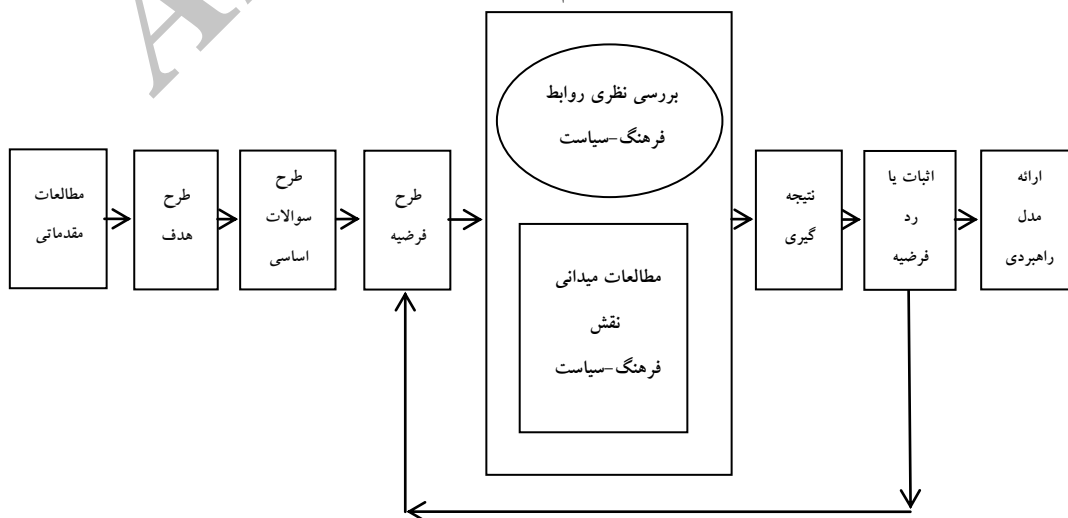 مطالعات
مقدماتی
طرح
هدف
طرح
سوالات
اساسی
طرح
فرضیه
بررسی نظری روابط
فرهنگ-سیاست
مطالعات میدانی
نقش
فرهنگ-سیاست
نتیجه
گیری
اثبات یا
رد
فرضیه
ارائه
مدل
راهبردی